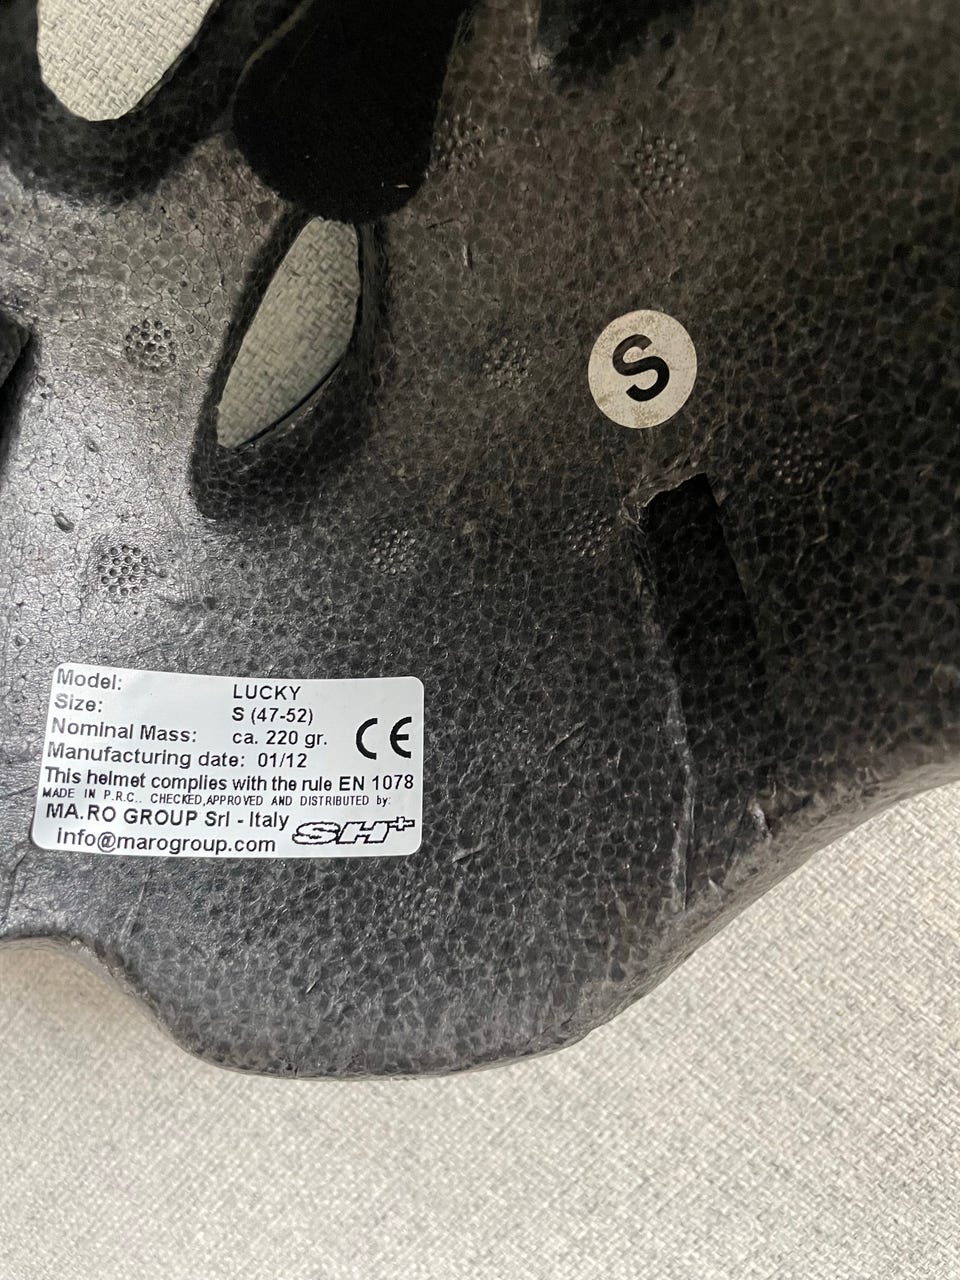 S
Model: LUCKY
Size: S (47-52)
Nominal Mass: ca. 220 gr.
CE
Manufacturing date: 01/12
This helmet complies with the rule EN 1078
MADE IN P.R.C.. CHECKED,APPROVED AND DISTRIBUTED by:
MA.RO GROUP Srl - Italy
SH+
info@marogroup.com